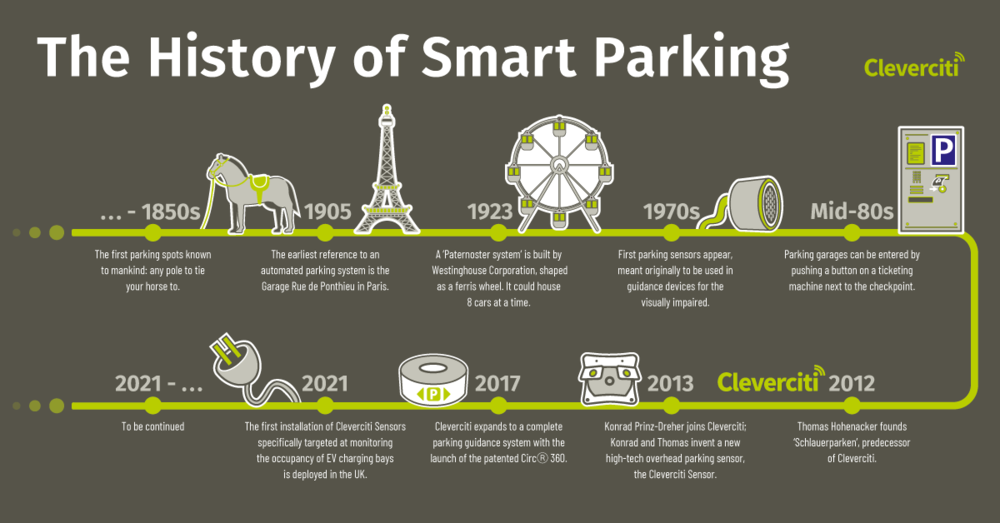 The History of Smart Parking
Cleverciti
P
... - 1850s
The first parking spots known
to mankind: any pole to tie
your horse to.
1905
The earliest reference to an
automated parking system is the
Garage Rue de Ponthieu in Paris.
1923
A 'Paternoster system' is built by
Westinghouse Corporation, shaped
as a ferris wheel. It could house
8 cars at a time.
1970s
First parking sensors appear,
meant originally to be used in
guidance devices for the
visually impaired.
Mid-80s
Parking garages can be entered by
pushing a button on a ticketing
machine next to the checkpoint.
Cleverciti 2012
Thomas Hohenacker founds
'Schlauerparken', predecessor
of Cleverciti.
2013
Konrad Prinz-Dreher joins Cleverciti;
Konrad and Thomas invent a new
high-tech overhead parking sensor,
the Cleverciti Sensor.
P
2017
Cleverciti expands to a complete
parking guidance system with the
launch of the patented CircⓇ 360.
2021
The first installation of Cleverciti Sensors
specifically targeted at monitoring
the occupancy of EV charging bays
is deployed in the UK.
2021 - ...
To be continued